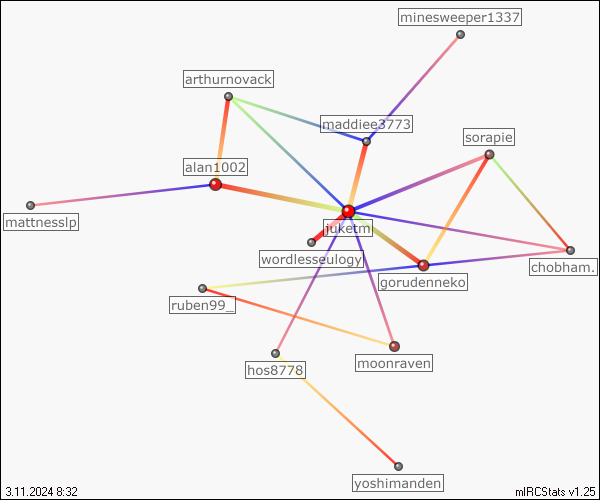 minesweeper1337
arthurnovack
maddiee3773
sorapie
alan1002
mattnesslp
juketm
wordlesseulogy
chobham.
gorudenneko
ruben99_
moonraven
hos8778
yoshimanden
3.11.2024 8:32
mIRCStats v1.25